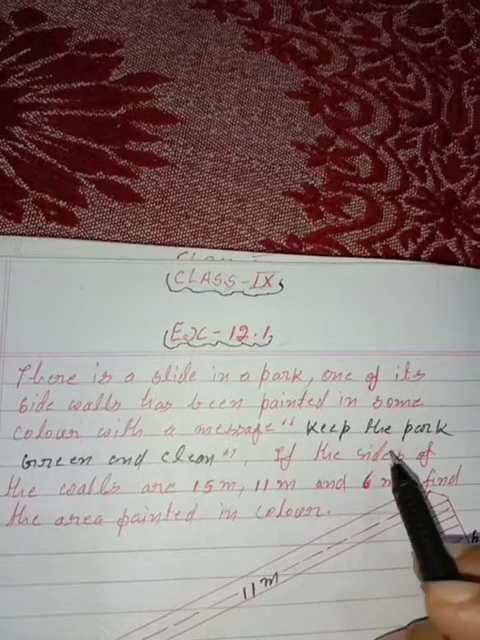 CLASS-IX
EX-12.1
There is a slide in a park, one of its
side walls has been painted in some
colour with a message "Keep the park
Green and clean". If the sides of
the walls are 15m, 11m and 6 m find
the area painted in colour.
11m